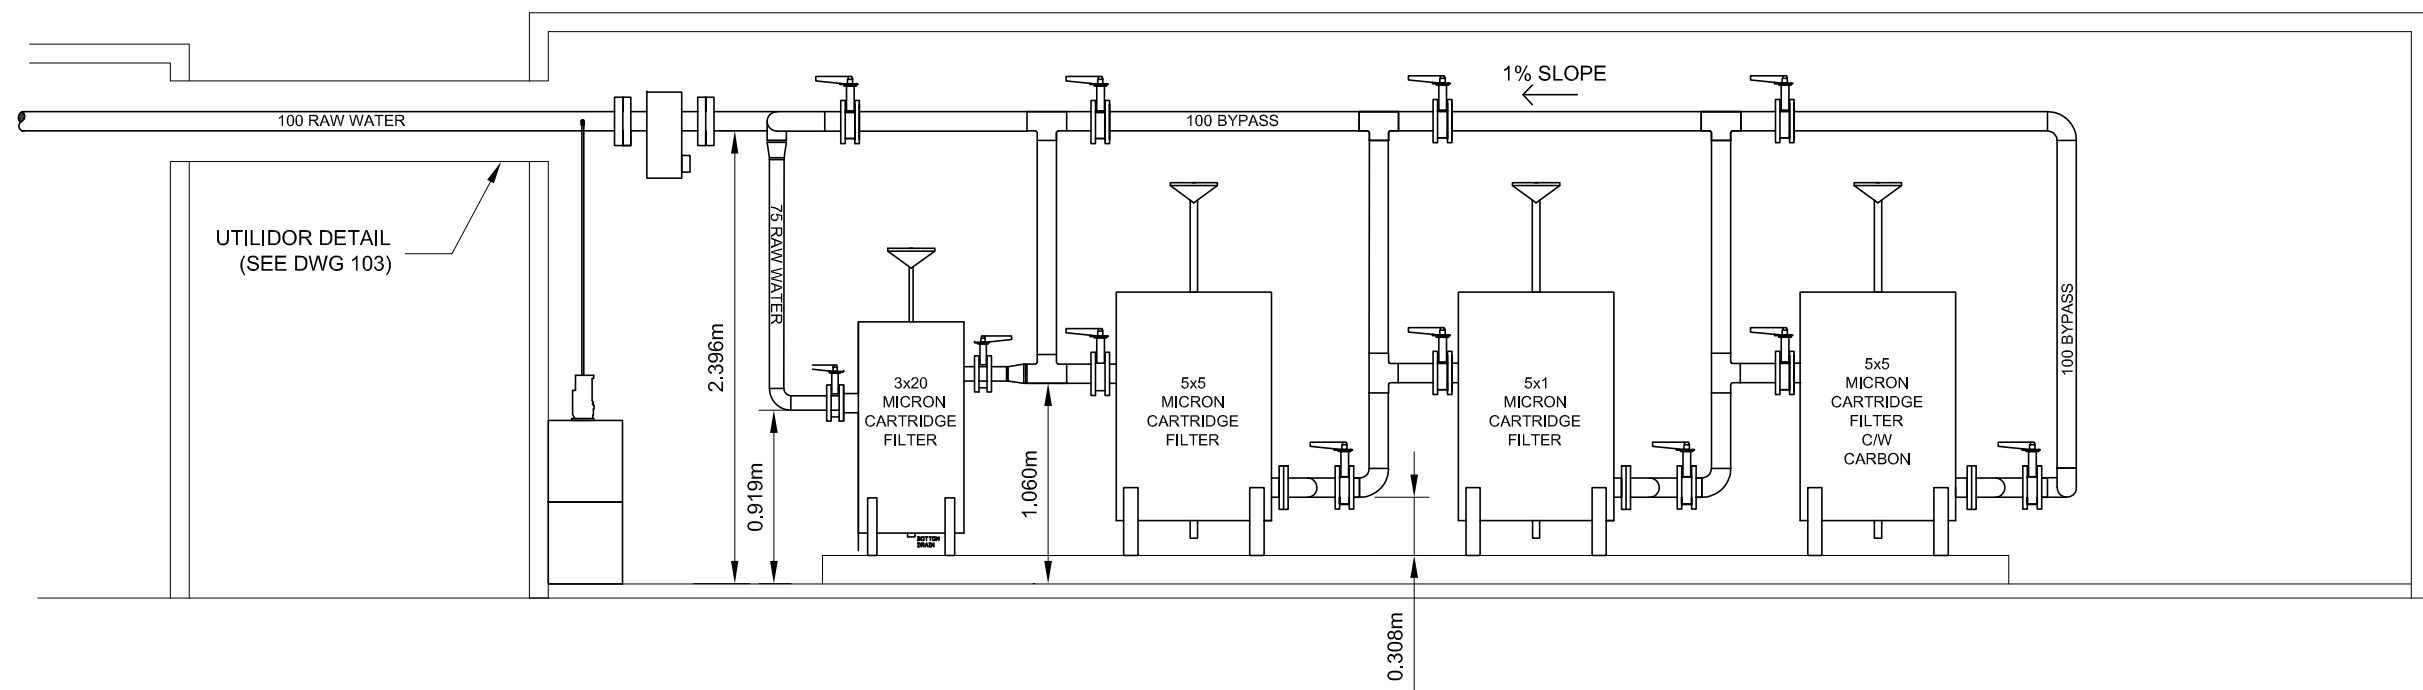 1% SLOPE
100 RAW WATER
100 BYPASS
UTILIDOR DETAIL
(SEE DWG 103)
75 RAW WATER
2.396m
0.919m
1.060m
0.308m
100 BYPASS
3x20
MICRON
CARTRIDGE
FILTER
BOTTOM
DRAIN
5x5
MICRON
CARTRIDGE
FILTER
5x1
MICRON
CARTRIDGE
FILTER
5x5
MICRON
CARTRIDGE
FILTER
C/W
CARBON